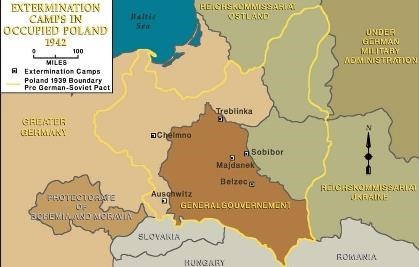 EXTERMINATION
CAMPS IN
OCCUPIED POLAND
1942
0 100
MILES
Extermination Camps
Poland 1939 Boundary
Pre German-Soviet Pact
Baltic
Sea
REICHSKOMMISSARIAT
OSTLAND
UNDER
GERMAN
MILITARY
ADMINISTRATION
GREATER
GERMANY
Treblinka
Chelmno
Sobibor
Majdanek
Belzec
N
Auschwitz
GENERALGOUVERNEMENT
REICHSKOMMISSARIAT
UKRAINE
PROTECTORATE
OF
BOHEMIA AND MORAVIA
SLOVAKIA
HUNGARY
ROMANIA